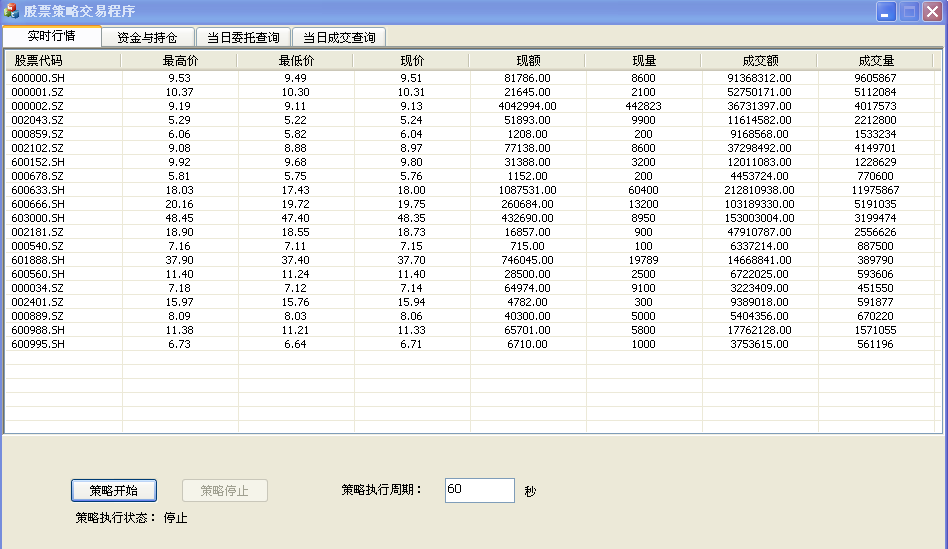 股票策略交易程序
实时行情 资金与持仓 当日委托查询 当日成交查询
股票代码 最高价 最低价 现价 现额 现量 成交额 成交量
600000.SH 9.53 9.49 9.51 81786.00 8600 91368312.00 9605867
000001.SZ 10.37 10.30 10.31 21645.00 2100 52750171.00 5112084
000002.SZ 9.19 9.11 9.13 4042994.00 442823 36731397.00 4017573
002043.SZ 5.29 5.22 5.24 51893.00 9900 11614582.00 2212800
000859.SZ 6.06 5.82 6.04 1208.00 200 9168568.00 1533234
002102.SZ 9.08 8.88 8.97 77138.00 8600 37298492.00 4149701
600152.SH 9.92 9.68 9.80 31388.00 3200 12011083.00 1228629
000678.SZ 5.81 5.75 5.76 1152.00 200 4453724.00 770600
600633.SH 18.03 17.43 18.00 1087531.00 60400 212810938.00 11975867
600666.SH 20.16 19.72 19.75 260684.00 13200 103189330.00 5191035
603000.SH 48.45 47.40 48.35 432690.00 8950 153003004.00 3199474
002181.SZ 18.90 18.55 18.73 16857.00 900 47910787.00 2556626
000540.SZ 7.16 7.11 7.15 715.00 100 6337214.00 887500
601888.SH 37.90 37.40 37.70 746045.00 19789 14668841.00 389790
600560.SH 11.40 11.24 11.40 28500.00 2500 6722025.00 593606
000034.SZ 7.18 7.12 7.14 64974.00 9100 3223409.00 451550
002401.SZ 15.97 15.76 15.94 4782.00 300 9389018.00 591877
000889.SZ 8.09 8.03 8.06 40300.00 5000 5404356.00 670220
600988.SH 11.38 11.21 11.33 65701.00 5800 17762128.00 1571055
600995.SH 6.73 6.64 6.71 6710.00 1000 3753615.00 561196
策略开始 策略停止 策略执行周期： 60 秒
策略执行状态： 停止